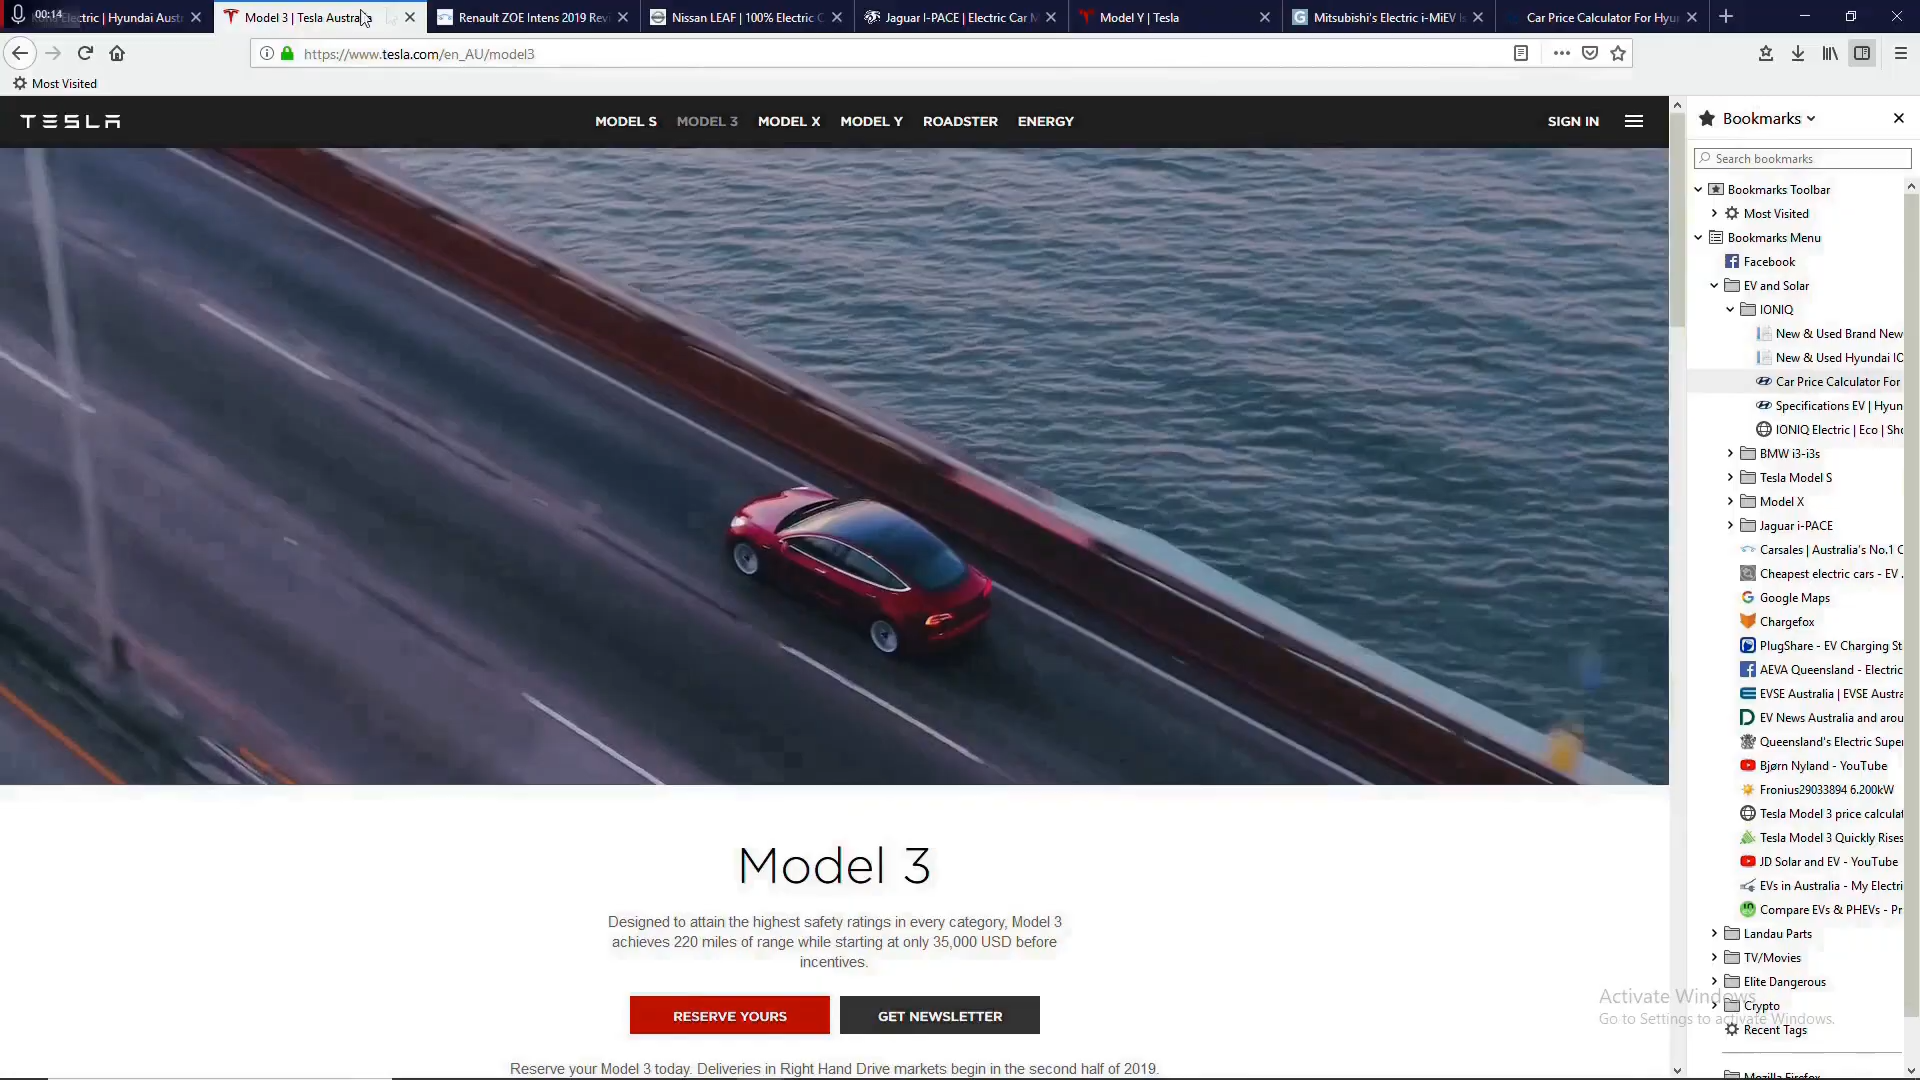 00:14
Electric | Hyundai Aust
Model 3 | Tesla Australia
Renault ZOE Intens 2019 Rev
Nissan LEAF | 100% Electric C
Jaguar I-PACE | Electric Car M
Model Y | Tesla
Mitsubishi's Electric i-MiEV Is
Car Price Calculator For Hyu
https://www.tesla.com/en_AU/model3
Most Visited
TESLA
MODEL S MODEL 3 MODEL X MODEL Y ROADSTER ENERGY
SIGN IN
Model 3
Designed to attain the highest safety ratings in every category, Model 3
achieves 220 miles of range while starting at only 35,000 USD before
incentives.
RESERVE YOURS
GET NEWSLETTER
Reserve your Model 3 today. Deliveries in Right Hand Drive markets begin in the second half of 2019.
Bookmarks
Search bookmarks
Bookmarks Toolbar
Most Visited
Bookmarks Menu
Facebook
EV and Solar
IONIQ
New & Used Brand New
New & Used Hyundai IO
Car Price Calculator For
Specifications EV | Hyun
IONIQ Electric | Eco | Sho
BMW i3-i3s
Tesla Model S
Model X
Jaguar i-PACE
Carsales | Australia's No.1 C
Cheapest electric cars - EV
Google Maps
Chargefox
PlugShare - EV Charging St
AEVA Queensland - Electric
EVSE Australia | EVSE Austra
EV News Australia and arou
Queensland's Electric Super
Bjørn Nyland - YouTube
Fronius29033894 6.200kW
Tesla Model 3 price calculat
Tesla Model 3 Quickly Rises
JD Solar and EV - YouTube
EVs in Australia - My Electri
Compare EVs & PHEVs - Pr
Landau Parts
TV/Movies
Elite Dangerous
Crypto
Recent Tags
Mozilla Firefox
Activate Windows
Go to Settings to activate Windows.